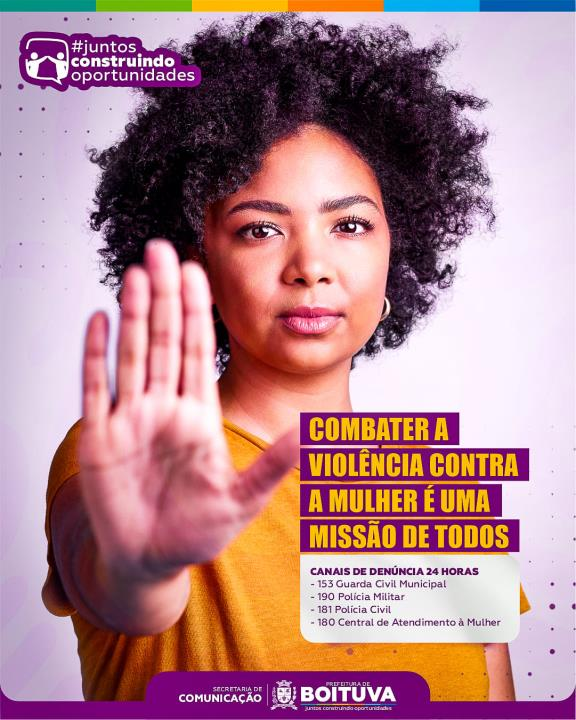 #juntos
construindo
oportunidades
COMBATER A
VIOLÊNCIA CONTRA
A MULHER É UMA
MISSÃO DE TODOS
CANAIS DE DENÚNCIA 24 HORAS
- 153 Guarda Civil Municipal
- 190 Polícia Militar
- 181 Polícia Civil
- 180 Central de Atendimento à Mulher
SECRETARIA DE
COMUNICAÇÃO
PREFEITURA DE
BOITUVA
juntos construindo oportunidades